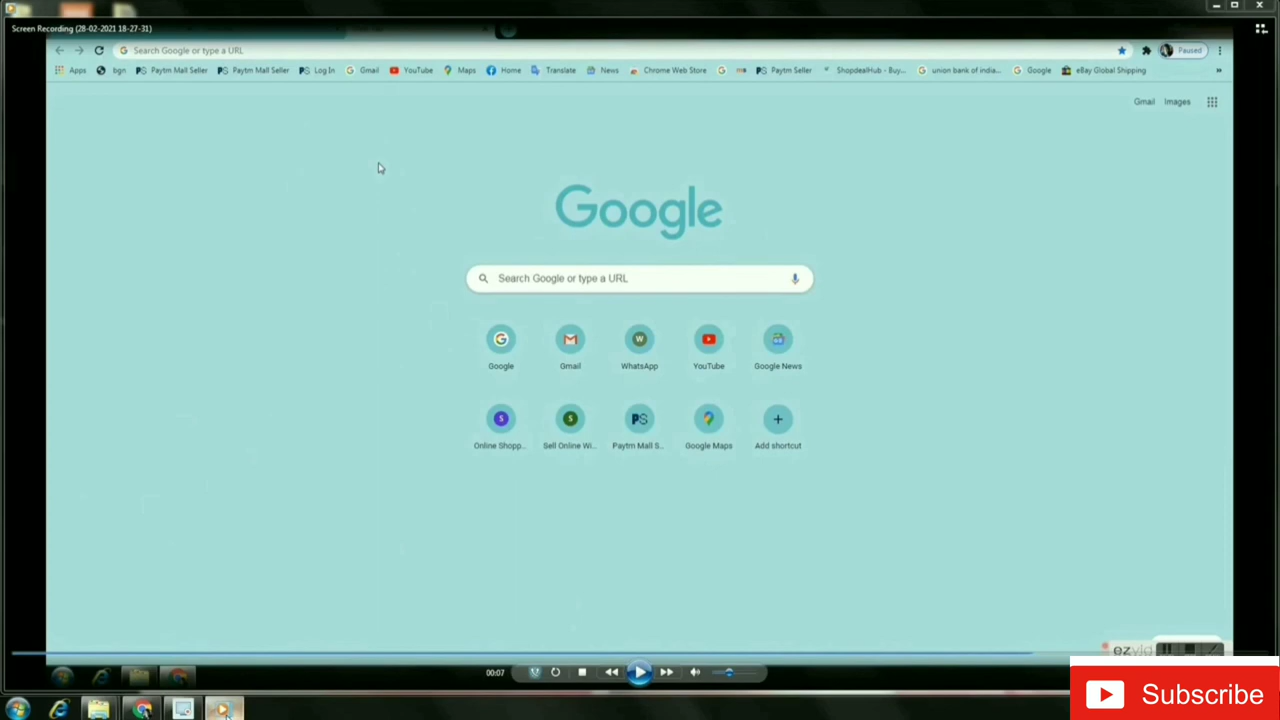 Screen Recording (28-02-2021 18-27-31)
Search Google or type a URL
Paused
Apps bgn Paytm Mall Seller Paytm Mall Seller Log In Gmail YouTube Maps Home Translate News Chrome Web Store Paytm Seller ShopdealHub - Buy... union bank of india... Google eBay Global Shipping »
Gmail Images
Google
Search Google or type a URL
Google Gmail WhatsApp YouTube Google News
Online Shopp... Sell Online Wi... Paytm Mall S... Google Maps Add shortcut
00:07
Subscribe